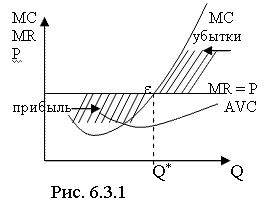 MC
MR
P
MC
убытки
ε
MR = P
прибыль
AVC
Q*
Q
Рис. 6.3.1